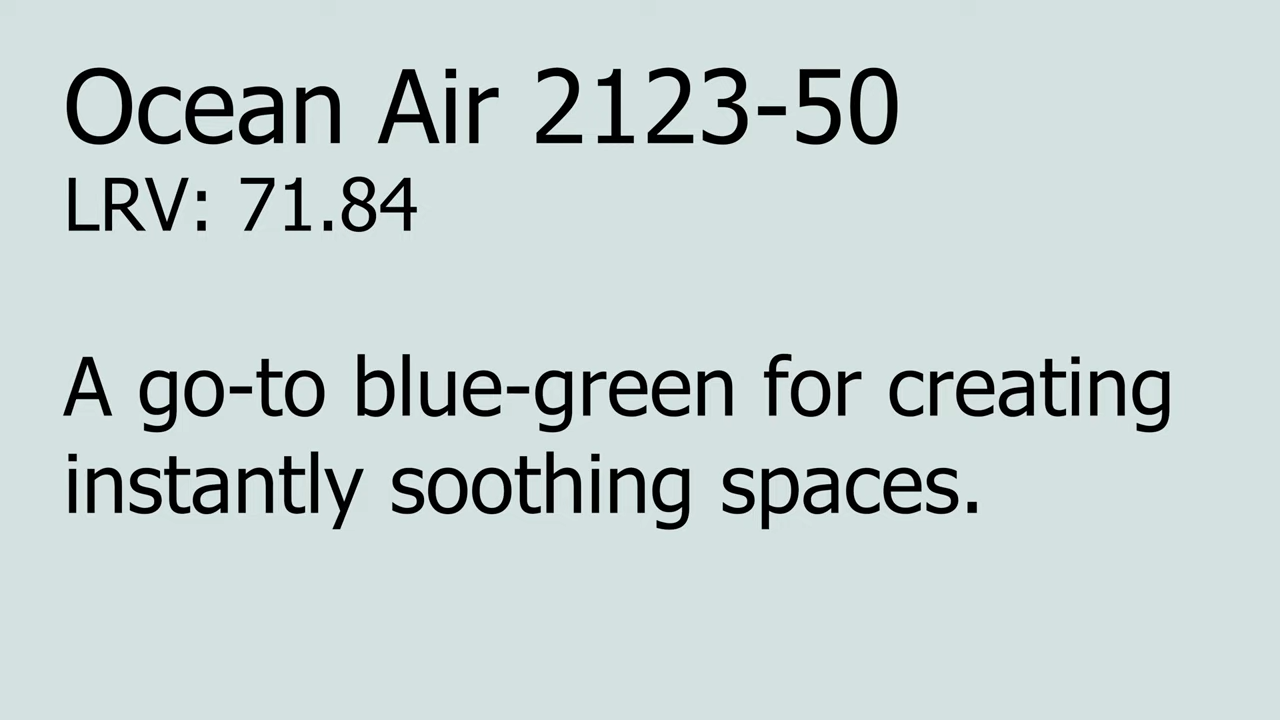 Ocean Air 2123-50
LRV: 71.84
A go-to blue-green for creating
instantly soothing spaces.